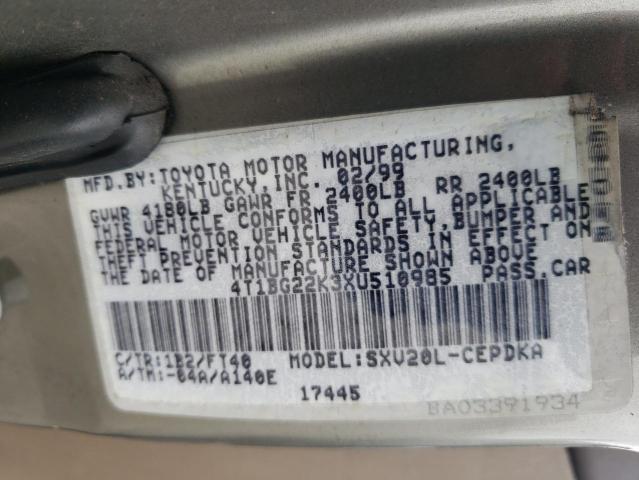 MFD.BY:TOYOTA MOTOR MANUFACTURING,
KENTUCKY,INC. 02/99
GVWR 4180LB GAWR FR 2400LB RR 2400LB
THIS VEHICLE CONFORMS TO ALL APPLICABLE
FEDERAL MOTOR VEHICLE SAFETY,BUMPER AND
THEFT PREVENTION STANDARDS IN EFFECT ON
THE DATE OF MANUFACTURE SHOWN ABOVE
4T1BG22K3XU510985 PASS.CAR
C/TR:1B2/FT40 MODEL:SXV20L-CEPDKA
A/TM:-04A/A140E
17445
BA03391934